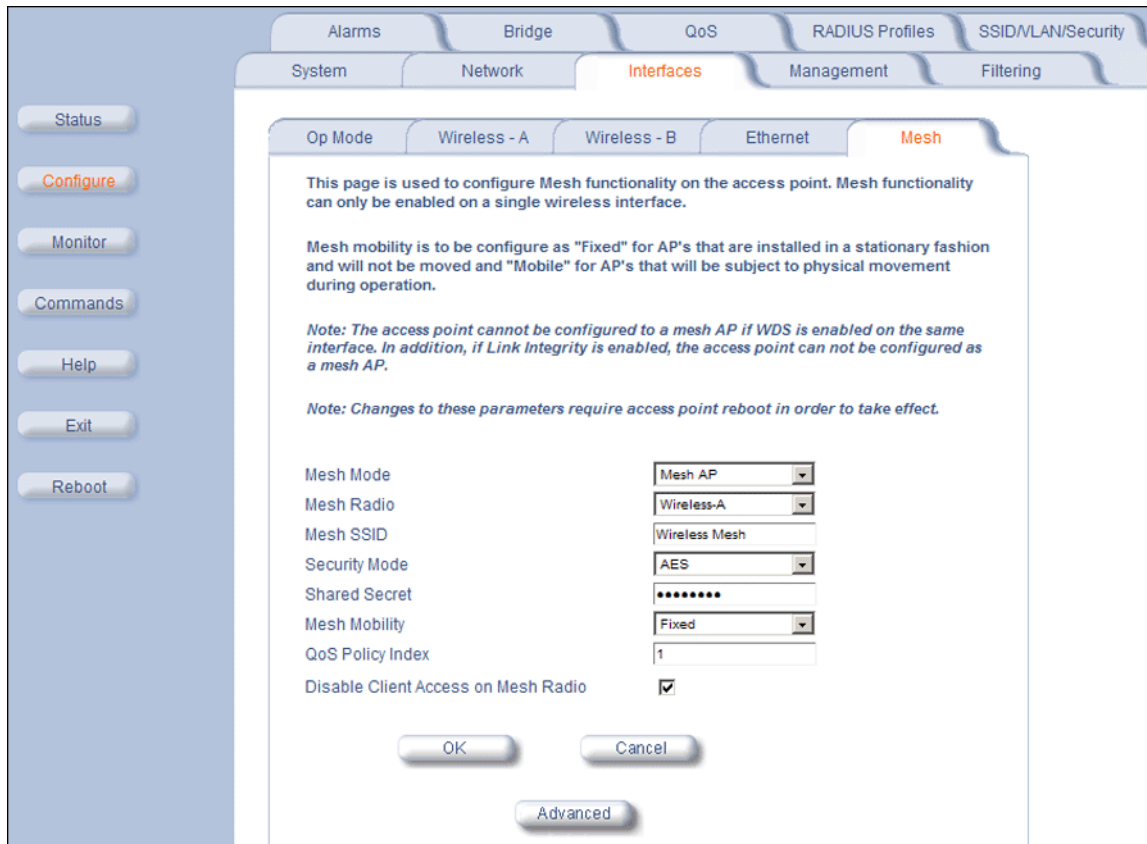 Alarms
Bridge
QoS
RADIUS Profiles
SSID/VLAN/Security
System
Network
Interfaces
Management
Filtering
Status
Configure
Monitor
Commands
Help
Exit
Reboot
Op Mode
Wireless - A
Wireless - B
Ethernet
Mesh
This page is used to configure Mesh functionality on the access point. Mesh functionality
can only be enabled on a single wireless interface.
Mesh mobility is to be configure as "Fixed" for AP's that are installed in a stationary fashion
and will not be moved and "Mobile" for AP's that will be subject to physical movement
during operation.
Note: The access point cannot be configured to a mesh AP if WDS is enabled on the same
interface. In addition, if Link Integrity is enabled, the access point can not be configured as
a mesh AP.
Note: Changes to these parameters require access point reboot in order to take effect.
Mesh Mode Mesh AP
Mesh Radio Wireless-A
Mesh SSID Wireless Mesh
Security Mode AES
Shared Secret ••••••••
Mesh Mobility Fixed
QoS Policy Index 1
Disable Client Access on Mesh Radio
OK
Cancel
Advanced